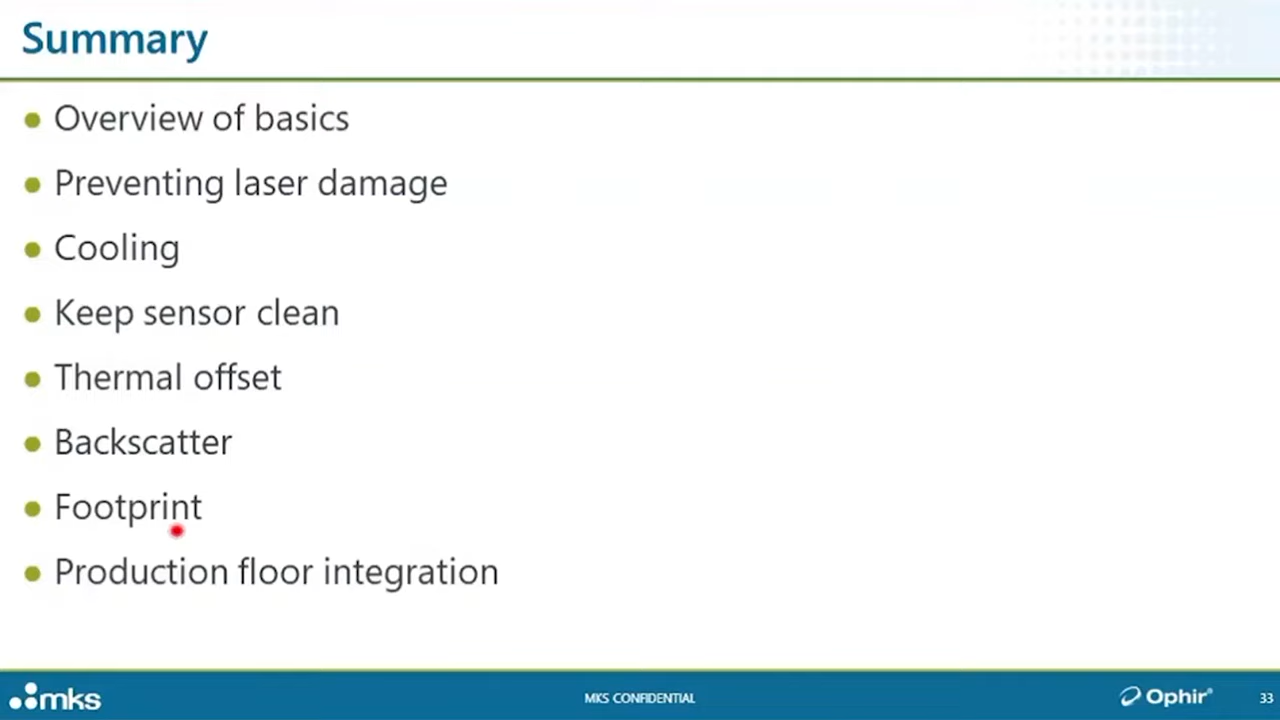 Summary
Overview of basics
Preventing laser damage
Cooling
Keep sensor clean
Thermal offset
Backscatter
Footprint
Production floor integration
mks
MKS CONFIDENTIAL
Ophir®
33